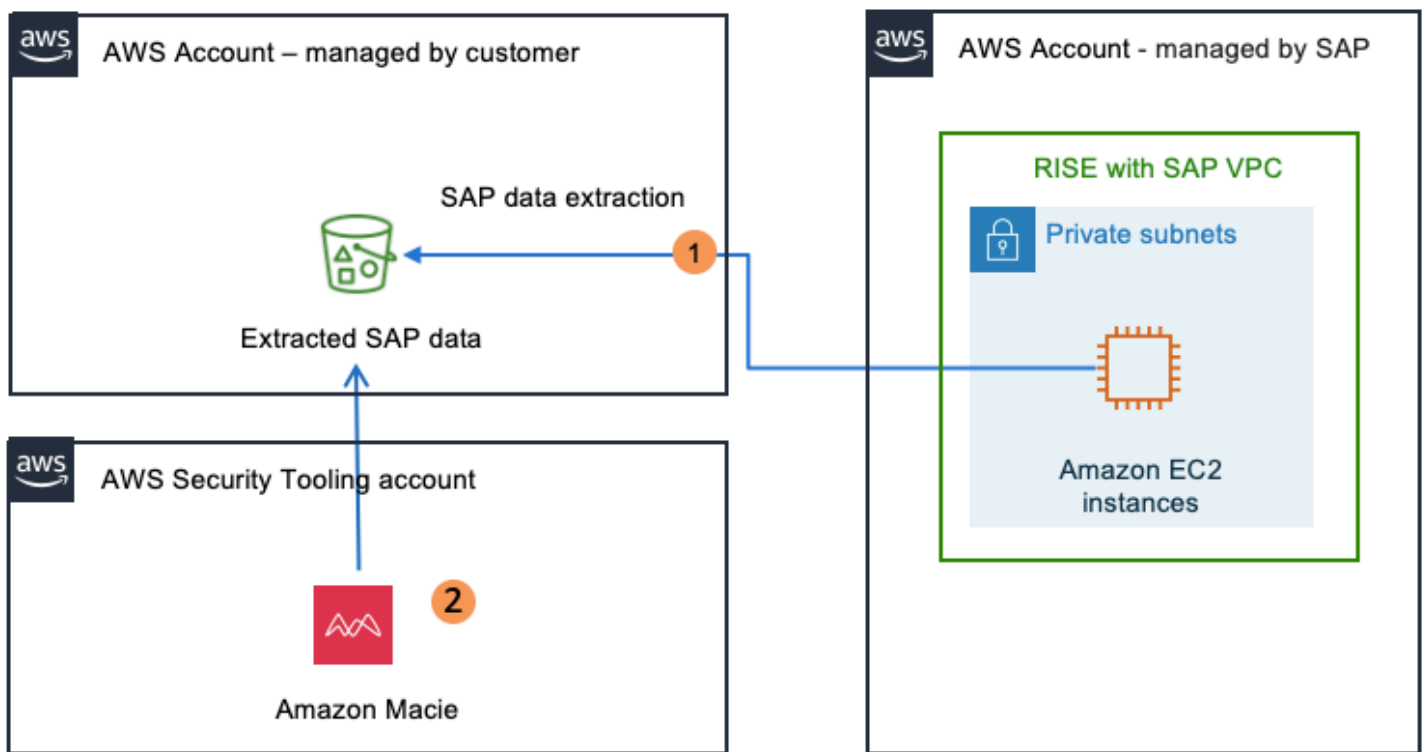 aws
AWS Account – managed by customer
SAP data extraction
1
Extracted SAP data
aws
AWS Security Tooling account
2
Amazon Macie
aws
AWS Account - managed by SAP
RISE with SAP VPC
Private subnets
Amazon EC2
instances